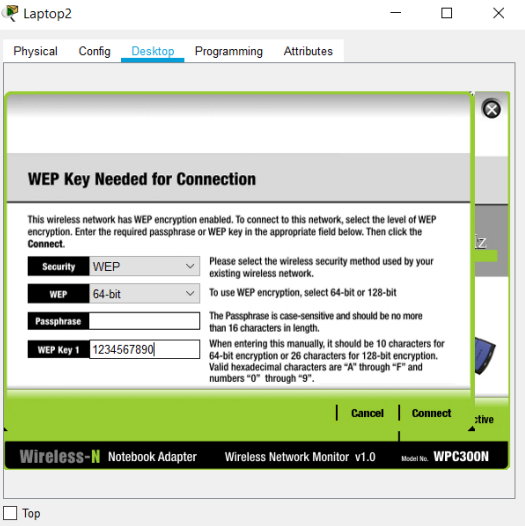 Laptop2
Physical Config Desktop Programming Attributes
WEP Key Needed for Connection
This wireless network has WEP encryption enabled. To connect to this network, select the level of WEP
encryption. Enter the required passphrase or WEP key in the appropriate field below. Then click the
Connect.
Security WEP
Please select the wireless security method used by your
existing wireless network.
WEP 64-bit
To use WEP encryption, select 64-bit or 128-bit
Passphrase
The Passphrase is case-sensitive and should be no more
than 16 characters in length.
WEP Key 1 1234567890
When entering this manually, it should be 10 characters for
64-bit encryption or 26 characters for 128-bit encryption.
Valid hexadecimal characters are "A" through "F" and
numbers "0" through "9".
Cancel Connect
Wireless-N Notebook Adapter Wireless Network Monitor v1.0 Model No. WPC300N
Top